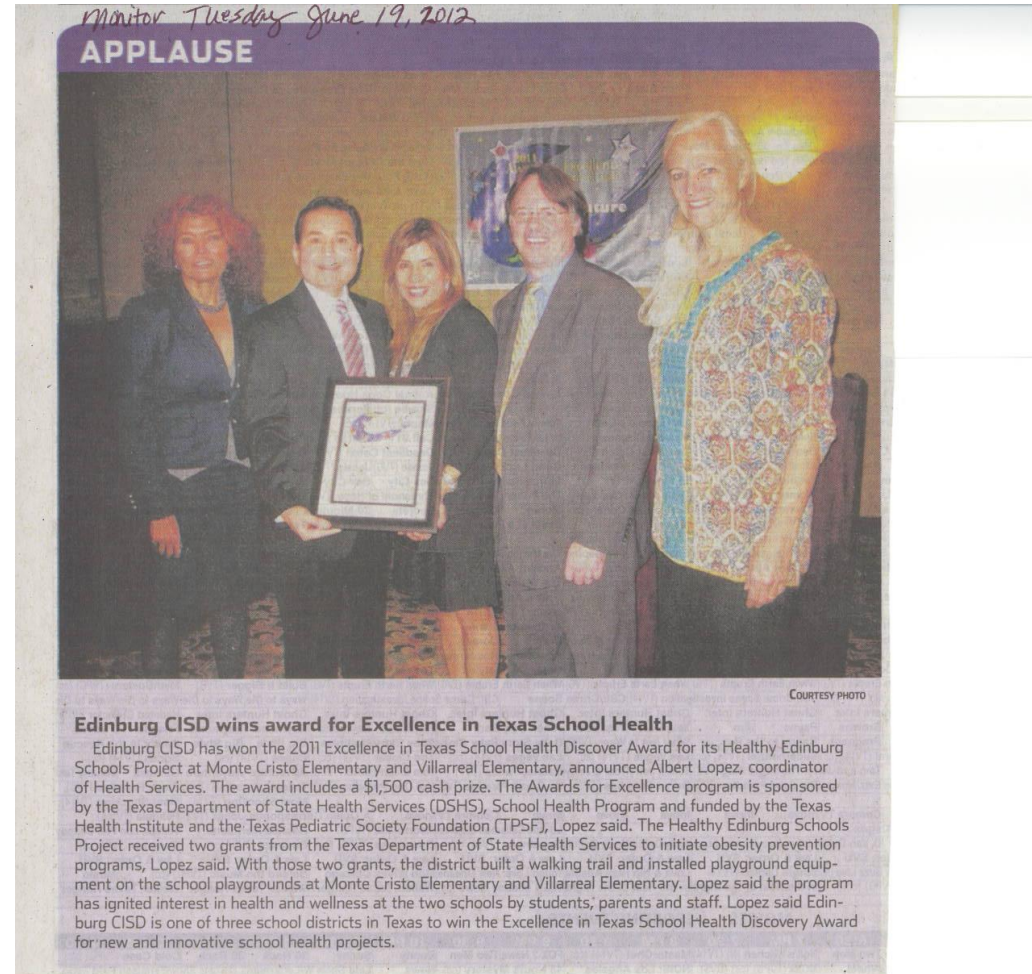 Monitor Tuesday June 19, 2012
APPLAUSE
2011
ture
COURTESY PHOTO
Edinburg CISD wins award for Excellence in Texas School Health
Edinburg CISD has won the 2011 Excellence in Texas School Health Discover Award for its Healthy Edinburg
Schools Project at Monte Cristo Elementary and Villarreal Elementary, announced Albert Lopez, coordinator
of Health Services. The award includes a $1,500 cash prize. The Awards for Excellence program is sponsored
by the Texas Department of State Health Services (DSHS), School Health Program and funded by the Texas
Health Institute and the Texas Pediatric Society Foundation (TPSF), Lopez said. The Healthy Edinburg Schools
Project received two grants from the Texas Department of State Health Services to initiate obesity prevention
programs, Lopez said. With those two grants, the district built a walking trail and installed playground equip-
ment on the school playgrounds at Monte Cristo Elementary and Villarreal Elementary. Lopez said the program
has ignited interest in health and wellness at the two schools by students, parents and staff. Lopez said Edin-
burg CISD is one of three school districts in Texas to win the Excellence in Texas School Health Discovery Award
for new and innovative school health projects.